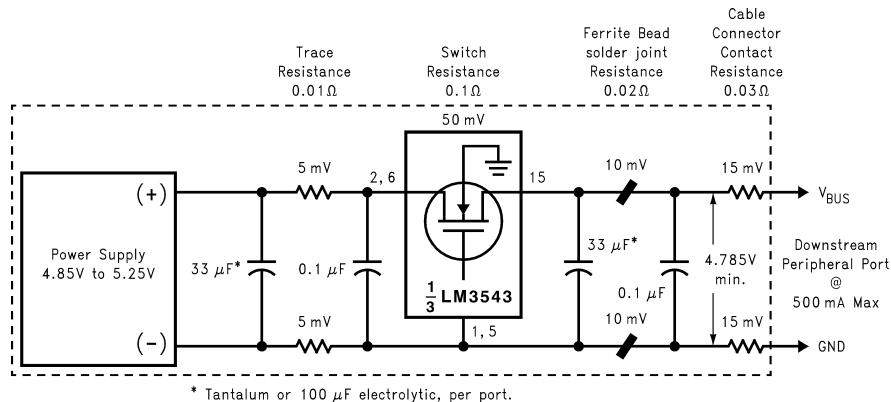 Trace
Resistance
0.01Ω
Switch
Resistance
0.1Ω
Ferrite Bead
solder joint
Resistance
0.02Ω
Cable
Connector
Contact
Resistance
0.03Ω
50 mV
5 mV
2, 6
15
10 mV
15 mV
(+)
V_BUS
Power Supply
4.85V to 5.25V
33 μF*
0.1 μF
1/3 LM3543
33 μF*
0.1 μF
4.785V
min.
Downstream
Peripheral Port
@
500 mA Max
(-)
5 mV
1, 5
10 mV
15 mV
GND
* Tantalum or 100 μF electrolytic, per port.